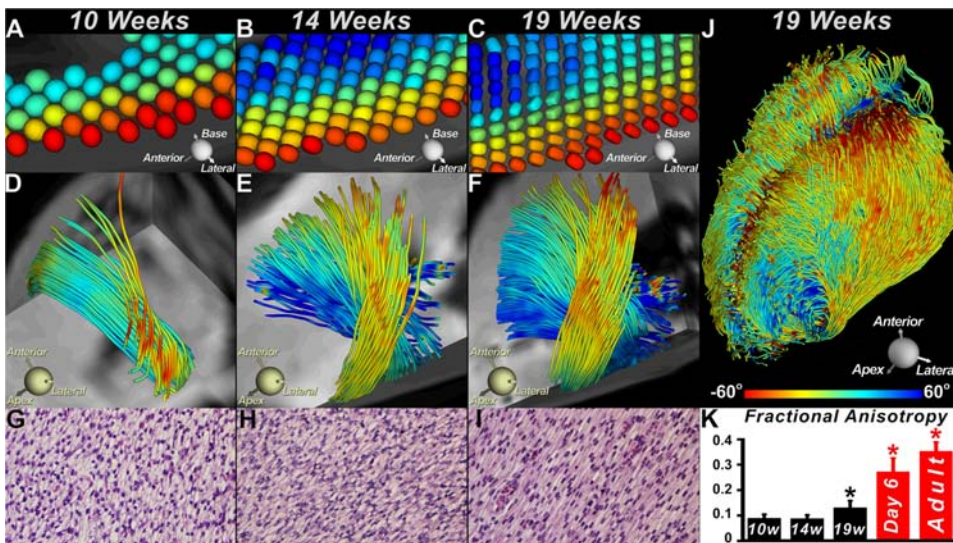 10 Weeks
14 Weeks
19 Weeks
19 Weeks
A
B
C
J
Base
Anterior
Lateral
Base
Anterior
Lateral
Base
Anterior
Lateral
D
E
F
Anterior
Lateral
Apex
Anterior
Lateral
Apex
Anterior
Lateral
Apex
Anterior
Apex
Lateral
-60°
60°
G
H
I
K
Fractional Anisotropy
0.4
0.3
0.2
0.1
0
*
*
*
10w
14w
19w
Day 6
Adult